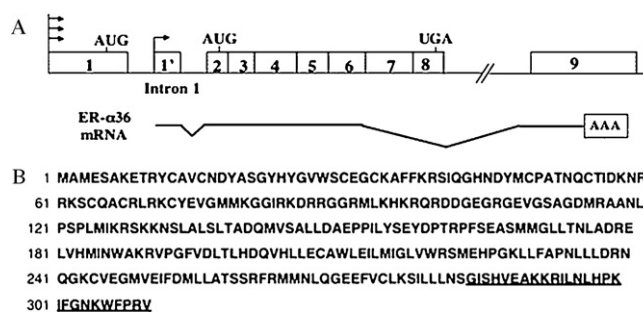 A
AUG
AUG
UGA
1
1'
2
3
4
5
6
7
8
9
Intron 1
ER-α36
mRNA
AAA
B
1 MAMESAKETRYCAVCNDYASGYHYGVWSCEGCKAFFKRSIQGHNDYMCPATNQCTIDKNR
61 RKSCQACRLRKCYEVGMMKGGIRKDRRGGRMLKHKRQRDDGEGRGEVGSAGDMRAANL
121 PSPLMIKRSKKNSLALSLTADQMVSALLDAEPPILYSEYDPTRPFSEASMMGLLTNLADRE
181 LVHMINWAKRVPGFVDLTLHDQVHLLECAWLEILMIGLVWRSMEHPGKLLFAPNLLLDRN
241 QGKCVEGMVEIFDMLLATSSRFRMMNLQGEEFVCLKSILLLNSGISHVEAKKRILNLHPK
301 IFGNKWFPRV